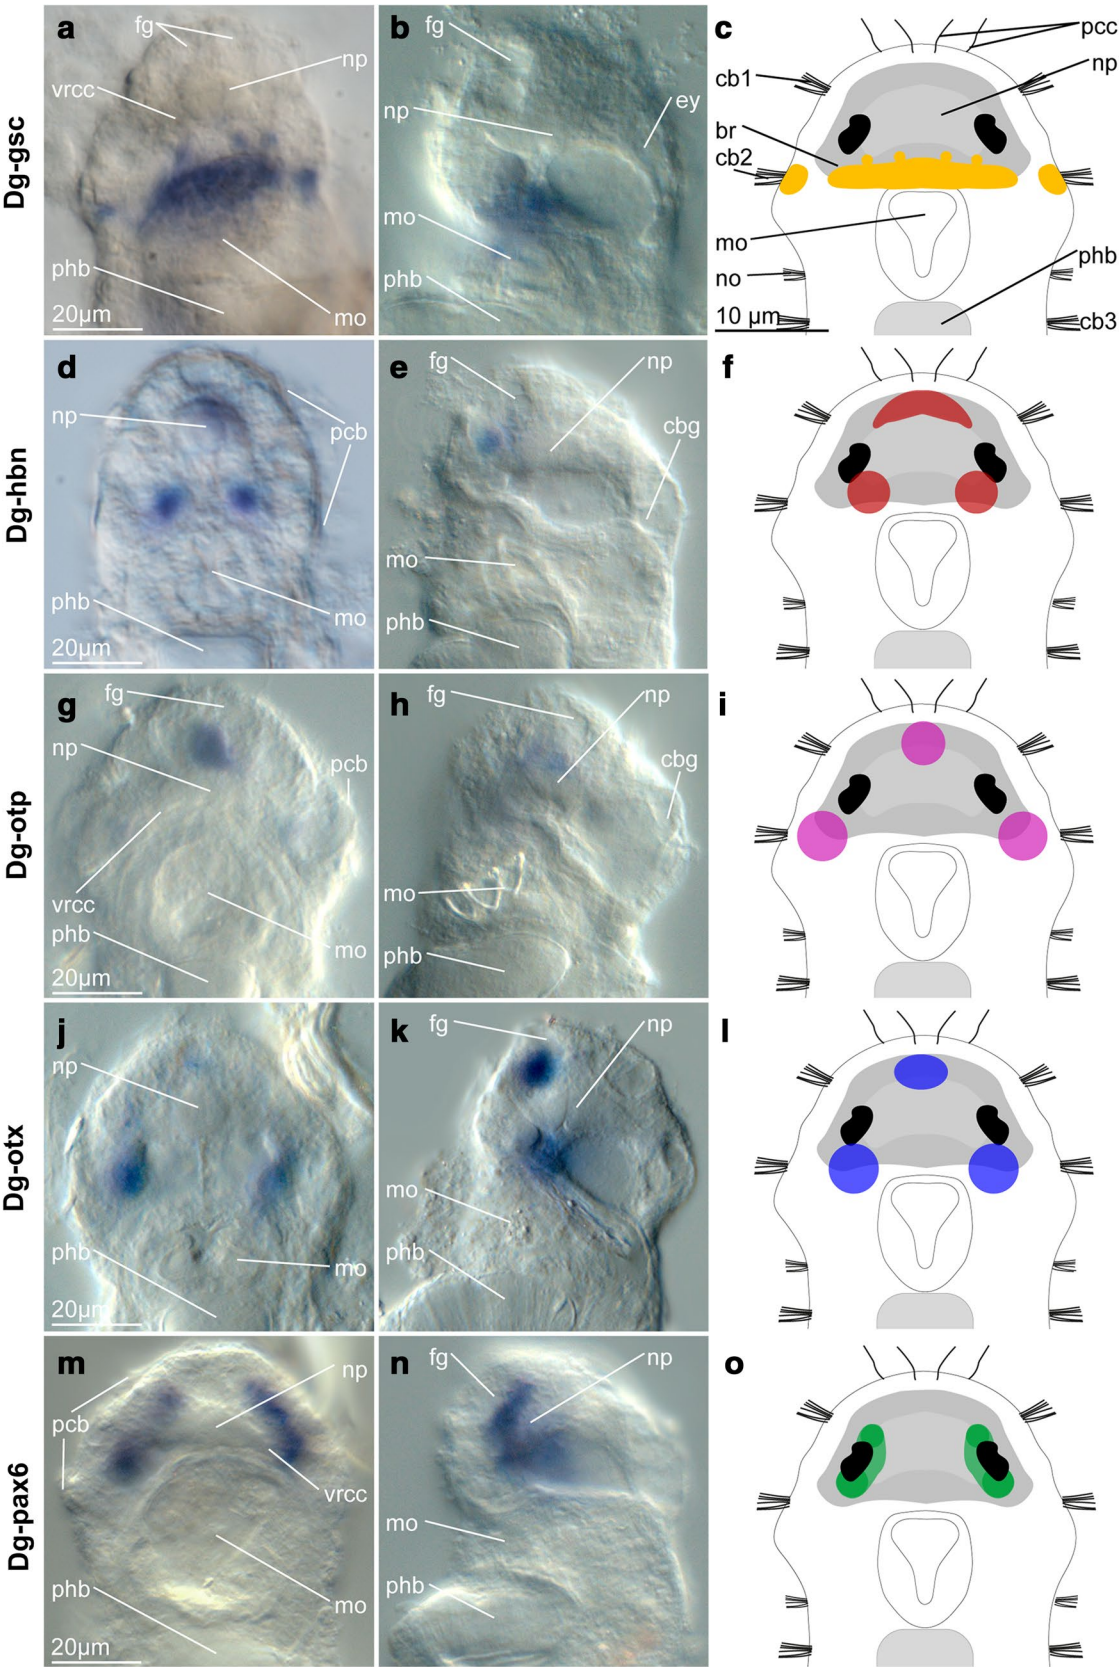 Dg-gsc
a
fg
np
vrcc
phb
20µm
mo
b
fg
np
ey
mo
phb
c
pcc
cb1
np
br
cb2
mo
phb
no
10 µm
cb3
Dg-hbn
d
np
pcb
phb
20µm
mo
e
fg
np
cbg
mo
phb
f
Dg-otp
g
fg
np
pcb
vrcc
phb
mo
20µm
h
fg
np
cbg
mo
phb
i
Dg-otx
j
np
phb
mo
20µm
k
fg
np
mo
phb
l
Dg-pax6
m
np
pcb
vrcc
phb
mo
20µm
n
fg
np
mo
phb
o